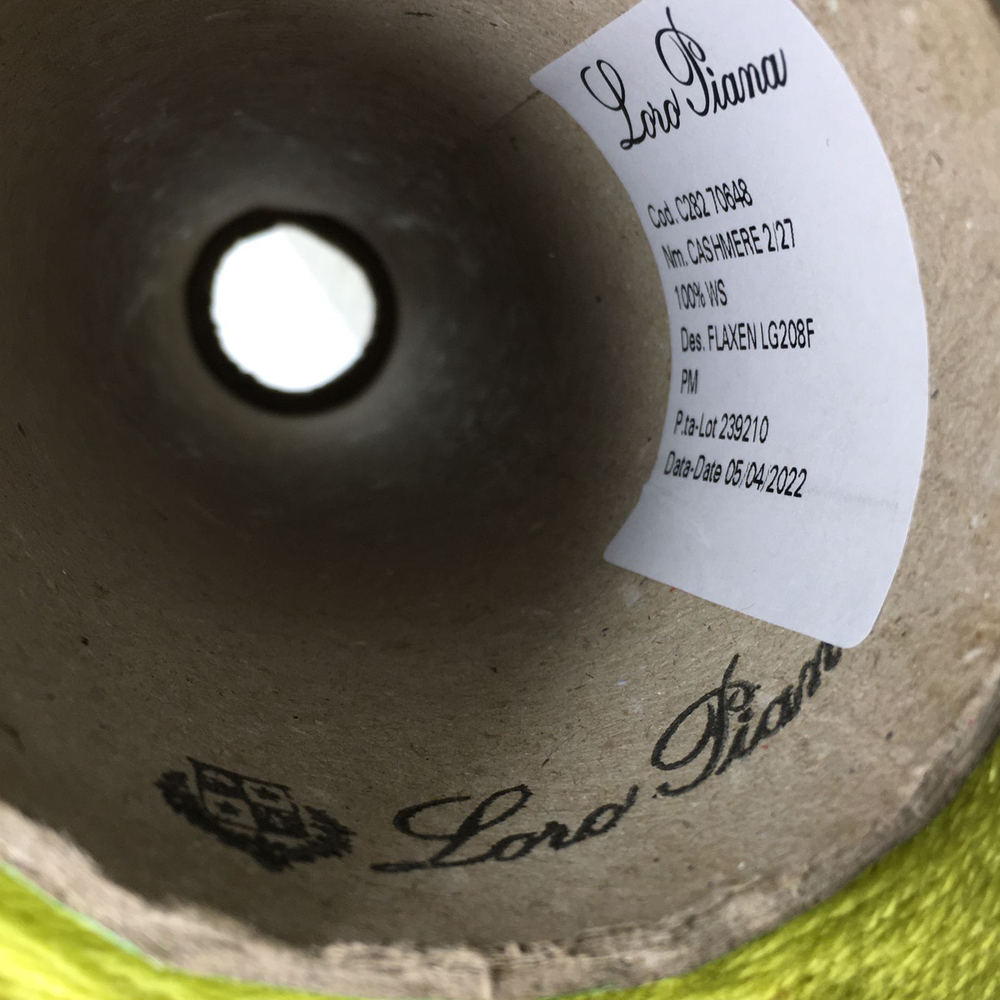 Loro Piana
Cod. C282 70648
Nm. CASHMERE 2/27
100% WS
Des. FLAXEN LG208F
PM
P.ta-Lot 239210
Data-Date 05/04/2022
Loro Pian